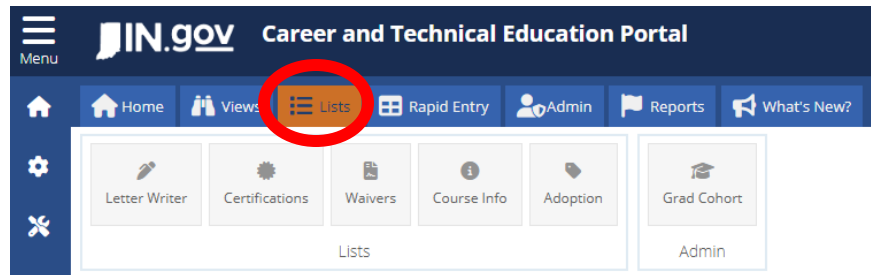 IN.gov Career and Technical Education Portal
Menu
Home Views Lists Rapid Entry Admin Reports What's New?
Letter Writer Certifications Waivers Course Info Adoption Grad Cohort
Lists Admin